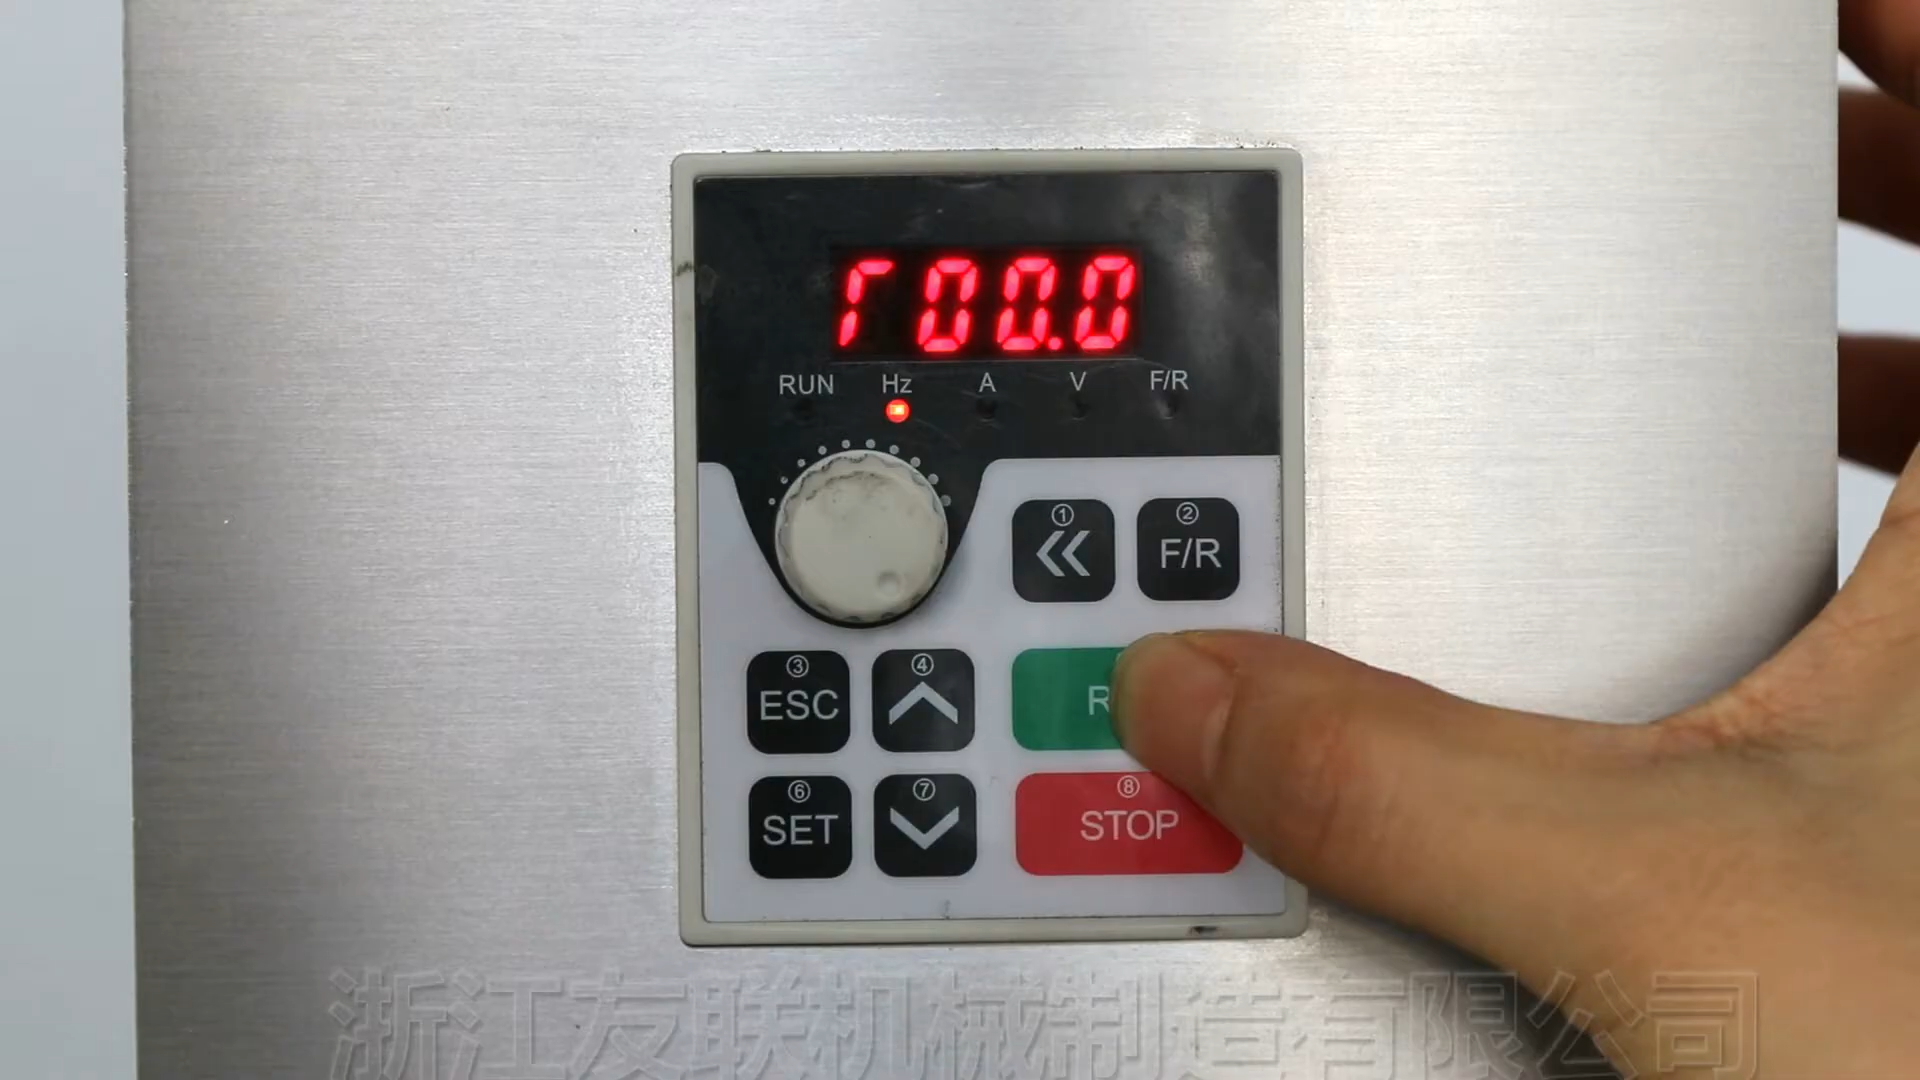 r00.0
RUN Hz A V F/R
① ②
F/R
③ ④
ESC R
⑥ ⑦ ⑧
SET STOP
浙江友联机械制造有限公司